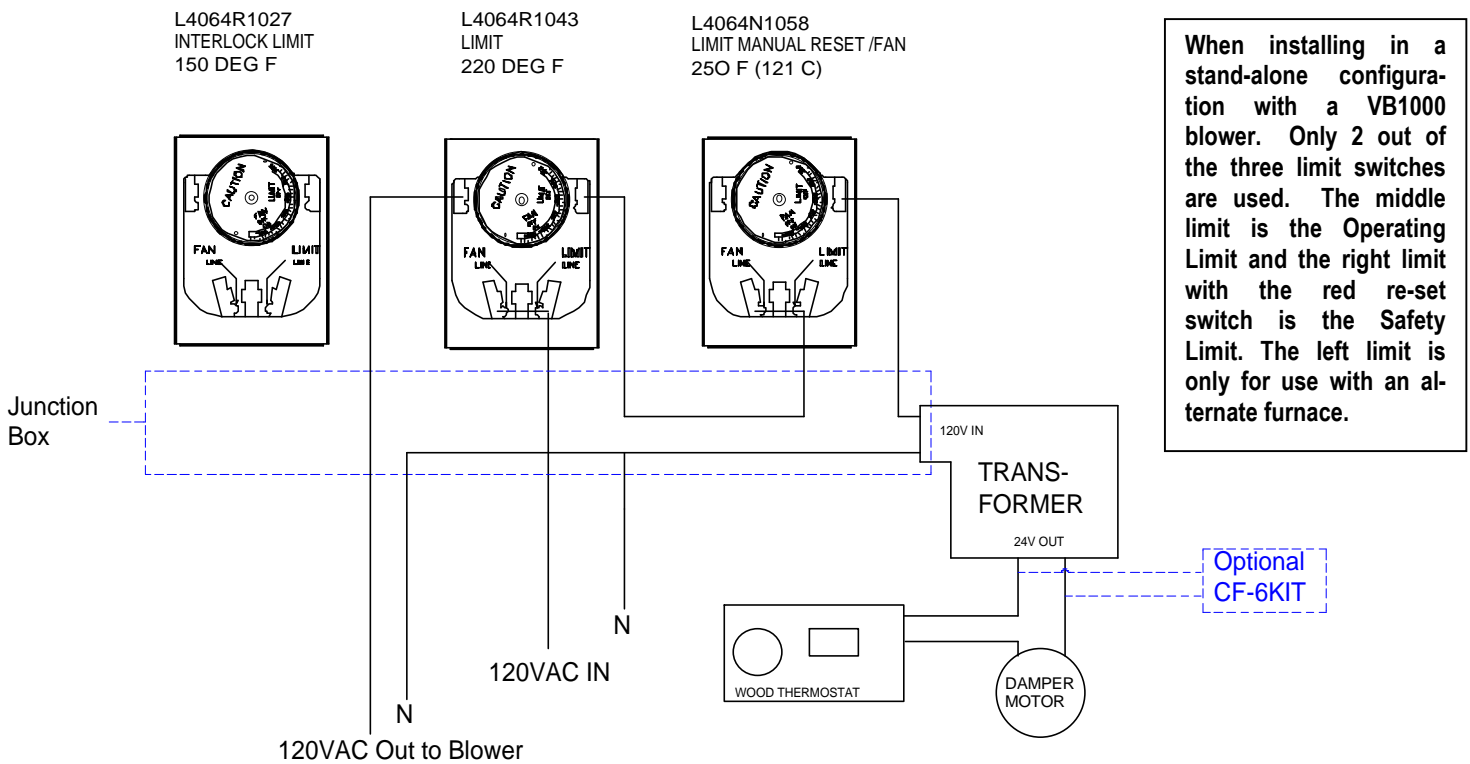 L4064R1027
INTERLOCK LIMIT
150 DEG F
L4064R1043
LIMIT
220 DEG F
L4064N1058
LIMIT MANUAL RESET /FAN
25O F (121 C)
When installing in a
stand-alone configura-
tion with a VB1000
blower. Only 2 out of
the three limit switches
are used. The middle
limit is the Operating
Limit and the right limit
with the red re-set
switch is the Safety
Limit. The left limit is
only for use with an al-
ternate furnace.
CAUTION
LIMIT
FAN
LINE
LIMIT
LINE
CAUTION
LIMIT
FAN
LINE
LIMIT
LINE
CAUTION
LIMIT
FAN
LINE
LIMIT
LINE
Junction
Box
120V IN
TRANS-
FORMER
24V OUT
Optional
CF-6KIT
WOOD THERMOSTAT
DAMPER
MOTOR
N
120VAC IN
N
120VAC Out to Blower